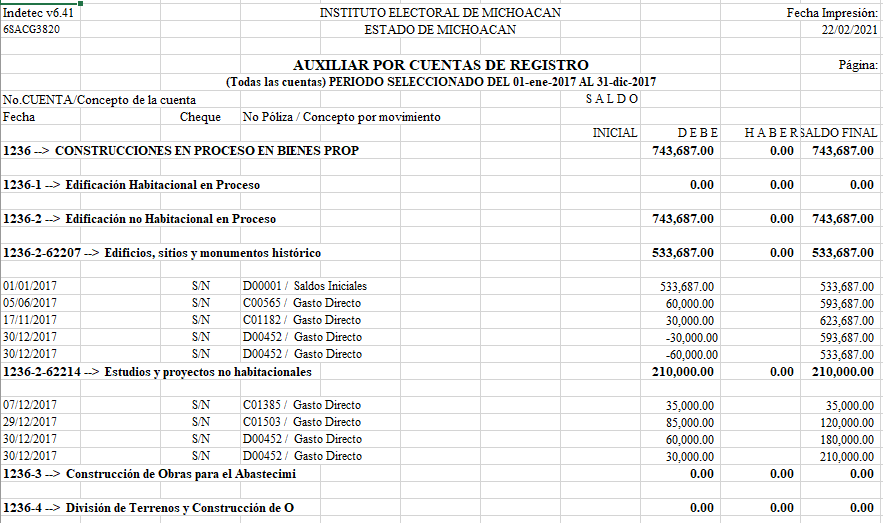 Indetec v6.41 INSTITUTO ELECTORAL DE MICHOACAN Fecha Impresión:
68ACG3820 ESTADO DE MICHOACAN 22/02/2021
AUXILIAR POR CUENTAS DE REGISTRO Página:
(Todas las cuentas) PERIODO SELECCIONADO DEL 01-ene-2017 AL 31-dic-2017
No.CUENTA/Concepto de la cuenta S A L D O
Fecha Cheque No Póliza / Concepto por movimiento
INICIAL D E B E H A B E R SALDO FINAL
1236 --> CONSTRUCCIONES EN PROCESO EN BIENES PROP 743,687.00 0.00 743,687.00
1236-1 --> Edificación Habitacional en Proceso 0.00 0.00 0.00
1236-2 --> Edificación no Habitacional en Proceso 743,687.00 0.00 743,687.00
1236-2-62207 --> Edificios, sitios y monumentos histórico 533,687.00 0.00 533,687.00
01/01/2017 S/N D00001 / Saldos Iniciales 533,687.00 533,687.00
05/06/2017 S/N C00565 / Gasto Directo 60,000.00 593,687.00
17/11/2017 S/N C01182 / Gasto Directo 30,000.00 623,687.00
30/12/2017 S/N D00452 / Gasto Directo -30,000.00 593,687.00
30/12/2017 S/N D00452 / Gasto Directo -60,000.00 533,687.00
1236-2-62214 --> Estudios y proyectos no habitacionales 210,000.00 0.00 210,000.00
07/12/2017 S/N C01385 / Gasto Directo 35,000.00 35,000.00
29/12/2017 S/N C01503 / Gasto Directo 85,000.00 120,000.00
30/12/2017 S/N D00452 / Gasto Directo 60,000.00 180,000.00
30/12/2017 S/N D00452 / Gasto Directo 30,000.00 210,000.00
1236-3 --> Construcción de Obras para el Abastecimi 0.00 0.00 0.00
1236-4 --> División de Terrenos y Construcción de O 0.00 0.00 0.00